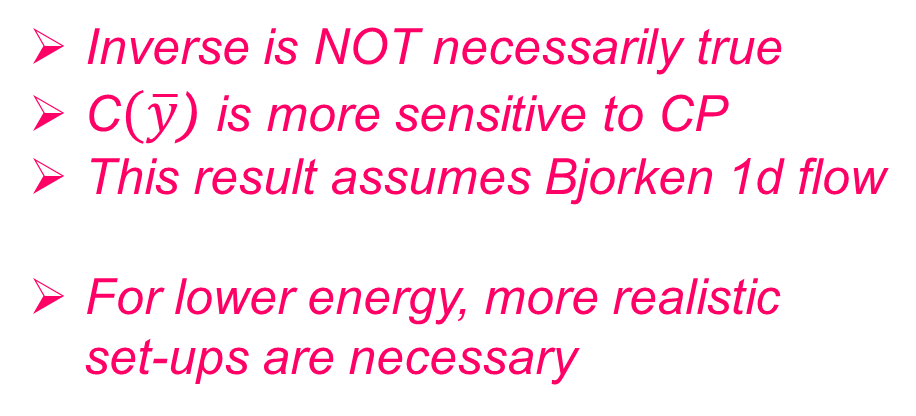 ➢ Inverse is NOT necessarily true
➢ C(y̅) is more sensitive to CP
➢ This result assumes Bjorken 1d flow
➢ For lower energy, more realistic
set-ups are necessary